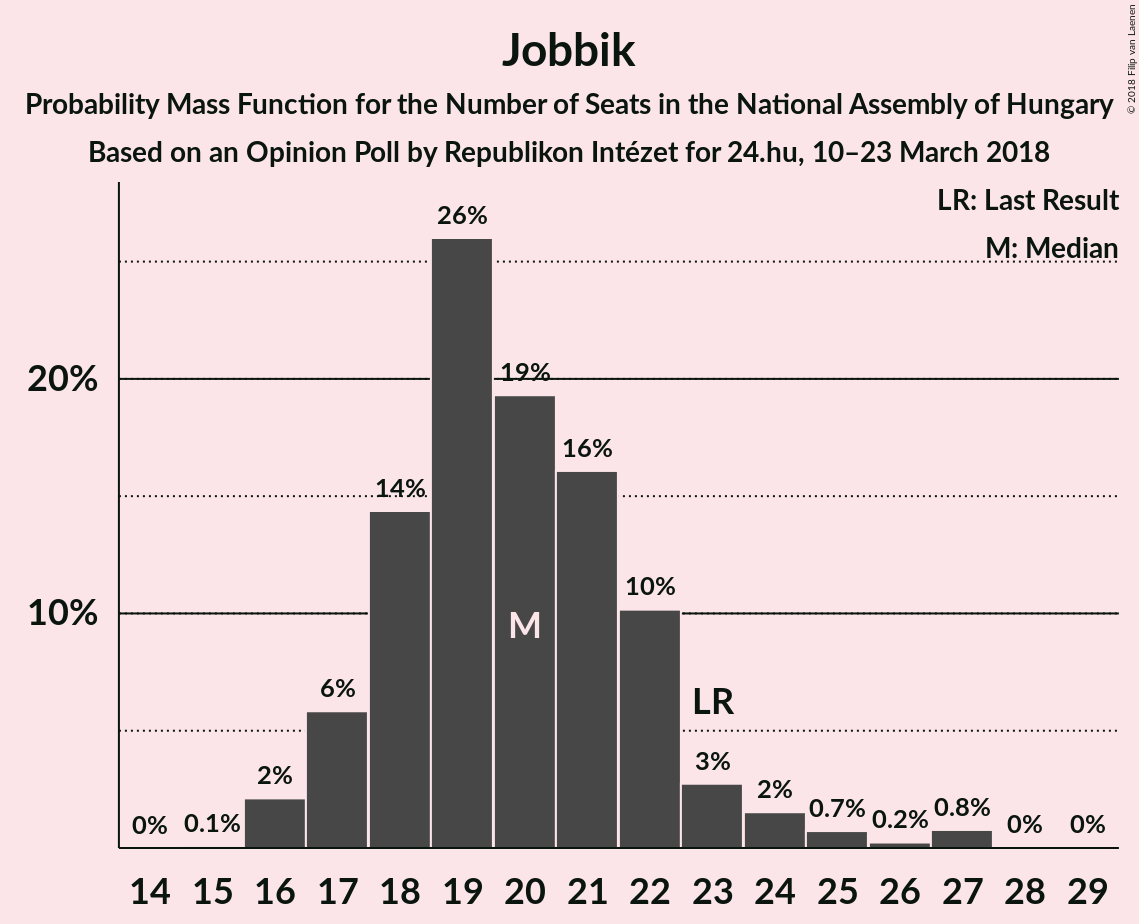 Jobbik
Probability Mass Function for the Number of Seats in the National Assembly of Hungary
Based on an Opinion Poll by Republikon Intézet for 24.hu, 10–23 March 2018
© 2018 Filip van Laenen
LR: Last Result
M: Median
20%
10%
0%
0.1%
2%
6%
14%
26%
19%
16%
10%
3%
2%
0.7%
0.2%
0.8%
0%
0%
M
LR
14 15 16 17 18 19 20 21 22 23 24 25 26 27 28 29